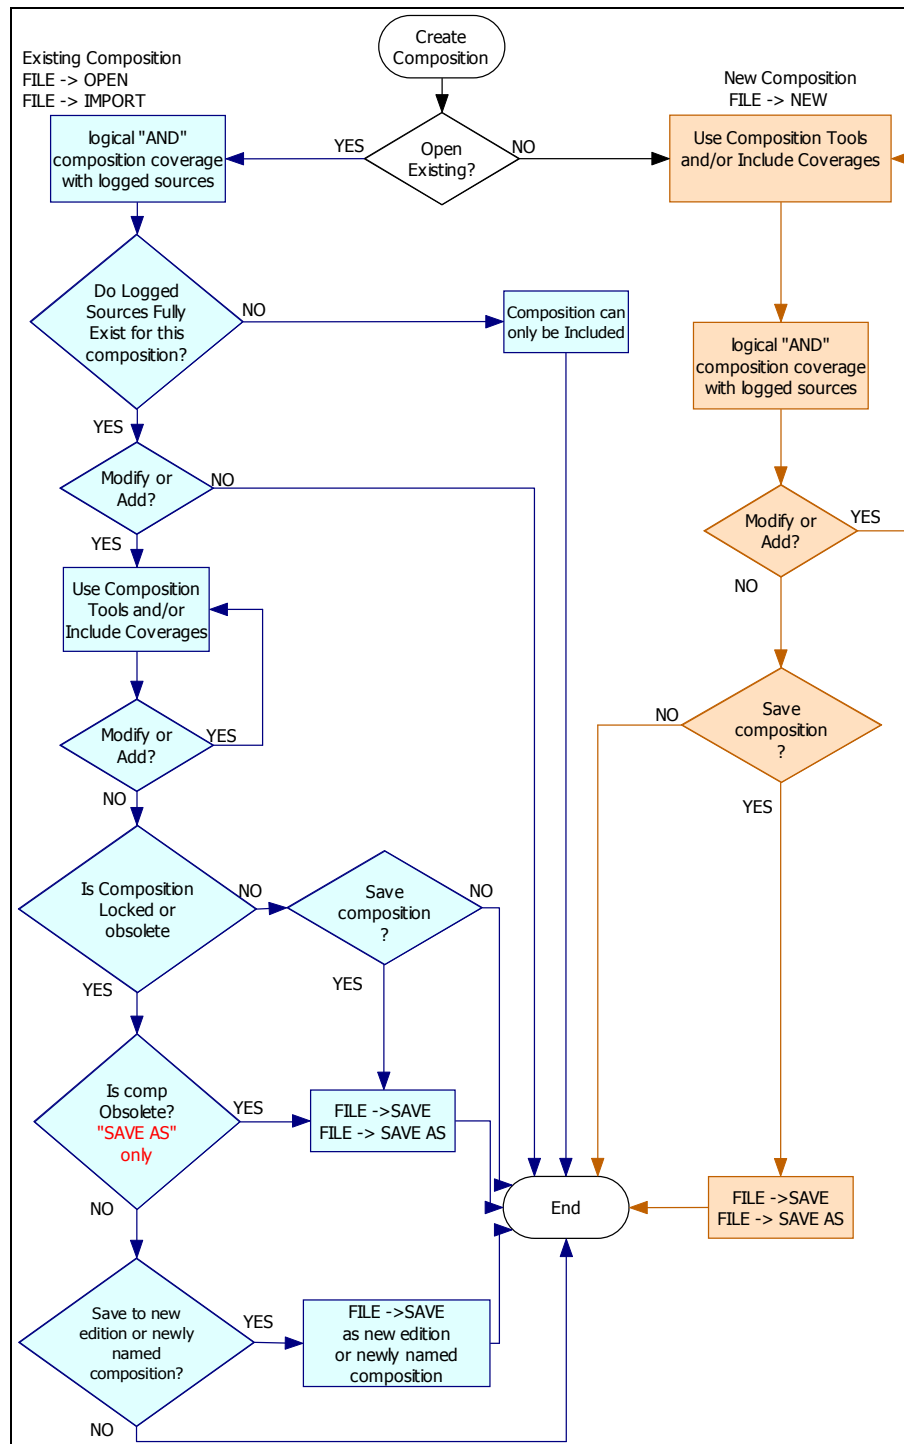 Create
Composition
Existing Composition
FILE -> OPEN
FILE -> IMPORT
New Composition
FILE -> NEW
logical "AND"
composition coverage
with logged sources
YES
Open
Existing?
NO
Use Composition Tools
and/or Include Coverages
Do Logged
Sources Fully
Exist for this
composition?
NO
Composition can
only be Included
logical "AND"
composition coverage
with logged sources
YES
Modify or
Add?
NO
Modify or
Add?
YES
YES
NO
Use Composition
Tools and/or
Include Coverages
Modify or
Add?
YES
NO
Save
composition
?
NO
YES
Is Composition
Locked or
obsolete
NO
Save
composition
?
NO
YES
YES
Is comp
Obsolete?
"SAVE AS"
only
YES
FILE ->SAVE
FILE -> SAVE AS
NO
End
FILE ->SAVE
FILE -> SAVE AS
Save to new
edition or newly
named
composition?
YES
FILE ->SAVE
as new edition
or newly named
composition
NO